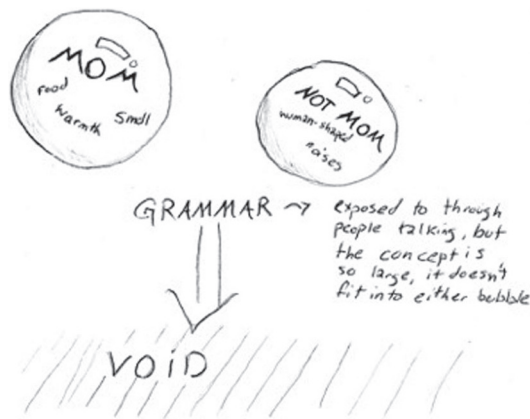 MOM
food
warmth
smell
NOT MOM
human-shaped
noises
GRAMMAR → exposed to through
people talking, but
the concept is
so large, it doesn't
fit into either bubble
VOID